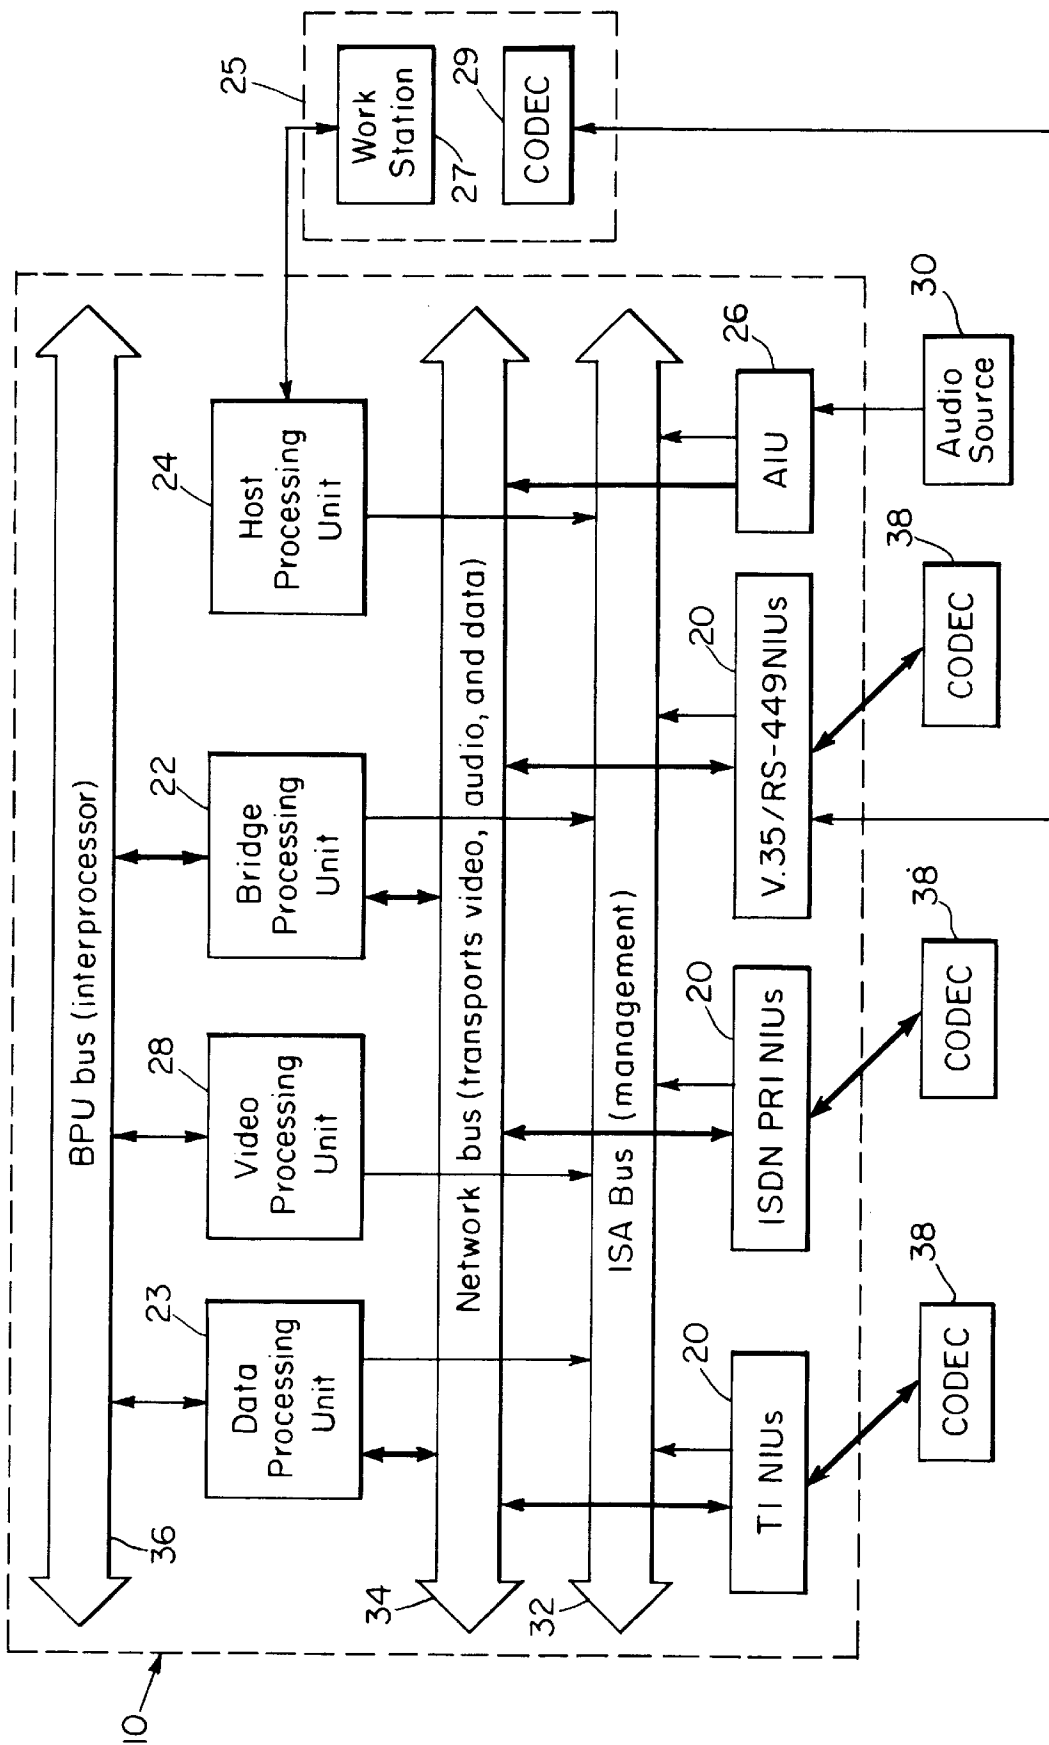 10
36
BPU bus (interprocessor)
23
Data
Processing
Unit
28
Video
Processing
Unit
22
Bridge
Processing
Unit
24
Host
Processing
Unit
25
Work
Station
27
29
CODEC
34
Network bus (transports video, audio, and data)
32
ISA Bus (management)
20
T1 NIUs
20
ISDN PRI NIUs
20
V.35/RS-449NIUs
26
AIU
38
CODEC
38
CODEC
38
CODEC
30
Audio
Source